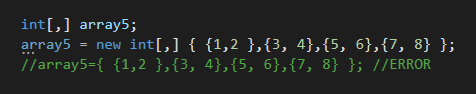 int[,] array5;
array5 = new int[,] { {1,2 },{3, 4},{5, 6},{7, 8} };
//array5={ {1,2 },{3, 4},{5, 6},{7, 8} }; //ERROR